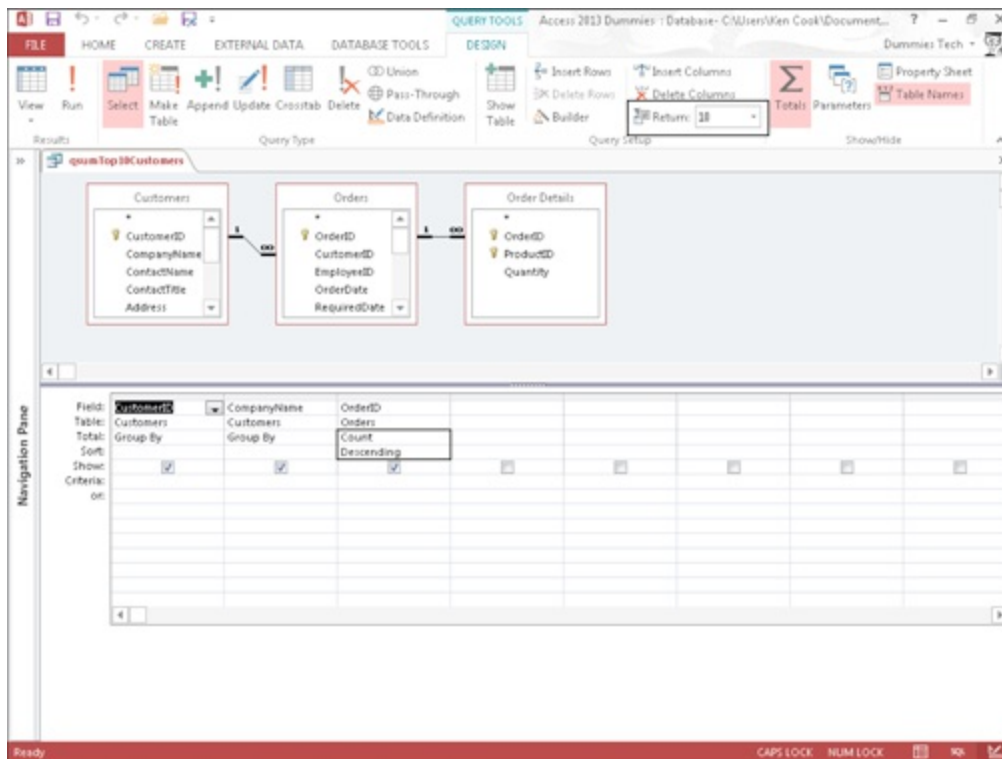 QUERY TOOLS
Access 2013 Dummies : Database- C:\Users\Ken Cook\Document...
?
FILE HOME CREATE EXTERNAL DATA DATABASE TOOLS DESIGN Dummies Tech
View
Run
Select
Make Table
Append
Update
Crosstab
Delete
Union
Pass-Through
Data Definition
Show Table
Insert Rows
Delete Rows
Builder
Insert Columns
Delete Columns
Return: 10
Totals
Parameters
Property Sheet
Table Names
Results
Query Type
Query Setup
Show/Hide
qsumTop10Customers
Customers
*
CustomerID
CompanyName
ContactName
ContactTitle
Address
1 ∞
Orders
*
OrderID
CustomerID
EmployeeID
OrderDate
RequiredDate
1 ∞
Order Details
*
OrderID
ProductID
Quantity
Navigation Pane
Field: CustomerID CompanyName OrderID
Table: Customers Customers Orders
Total: Group By Group By Count
Sort: Descending
Show:
Criteria:
or:
Ready CAPS LOCK NUM LOCK SQL